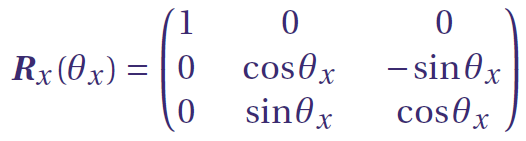 R_x(θ_x) = ( 1 0 0
0 cosθ_x − sinθ_x
0 sinθ_x cosθ_x )